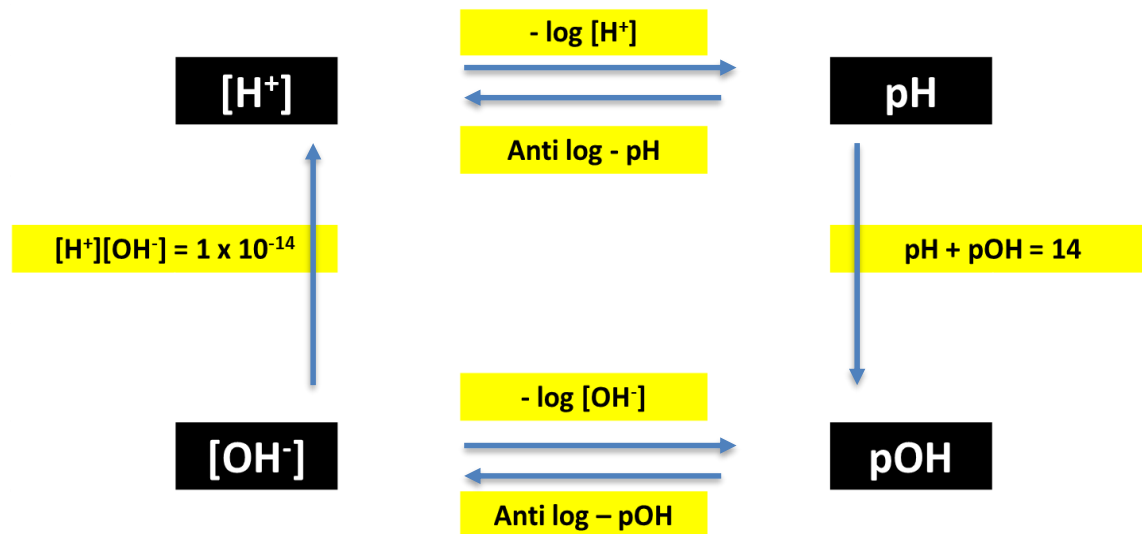 - log [H⁺]
[H⁺]
pH
Anti log - pH
[H⁺][OH⁻] = 1 x 10⁻¹⁴
pH + pOH = 14
- log [OH⁻]
[OH⁻]
pOH
Anti log – pOH